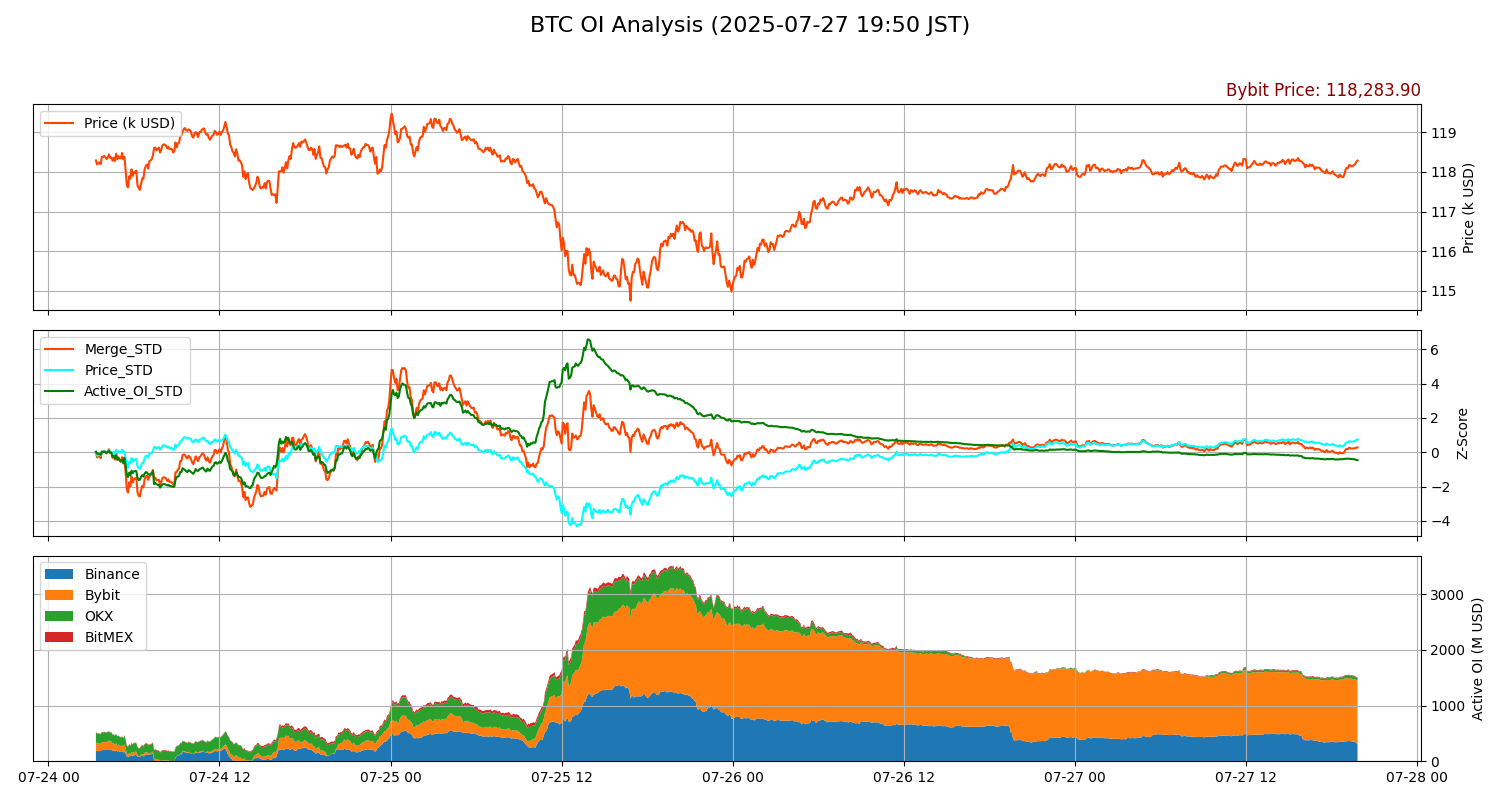 BTC OI Analysis (2025-07-27 19:50 JST)
Bybit Price: 118,283.90
Price (k USD)
119
118
117
116
115
Price (k USD)
Merge_STD
Price_STD
Active_OI_STD
6
4
2
0
−2
−4
Z-Score
Binance
Bybit
OKX
BitMEX
3000
2000
1000
0
Active OI (M USD)
07-24 00
07-24 12
07-25 00
07-25 12
07-26 00
07-26 12
07-27 00
07-27 12
07-28 00